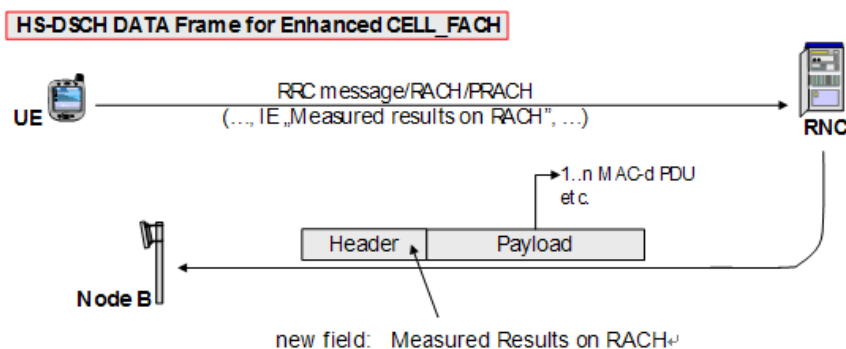 HS-DSCH DATA Frame for Enhanced CELL_FACH
RRC message/RACH/PRACH
UE
(..., IE „Measured results on RACH”, ...)
RNC
1..n MAC-d PDU
etc.
Header
Payload
Node B
new field: Measured Results on RACH↵